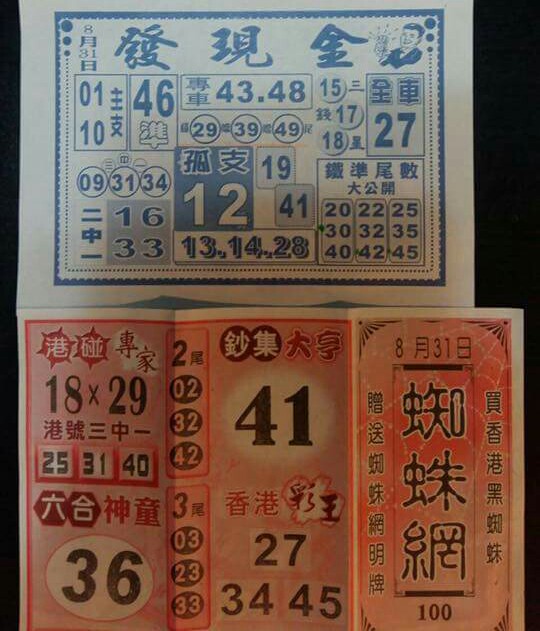 8月31日
發現金
01
10
主支
46
準
專車43.48
29 39 49 尾
15
17
18
三
錢
星
全車
27
三中一
09 31 34
孤支
12
19
41
鐵準尾數
大公開
20 22 25
30 32 35
40 42 45
二中一
16
33
13.14.28
港碰專家
18×29
港號三中一
25 31 40
2尾
02
32
42
鈔集大亨
41
六合神童
36
3尾
03
23
33
香港彩王
27
34 45
8月31日
買香港黑蜘蛛
蜘蛛網
贈送蜘蛛網明牌
100